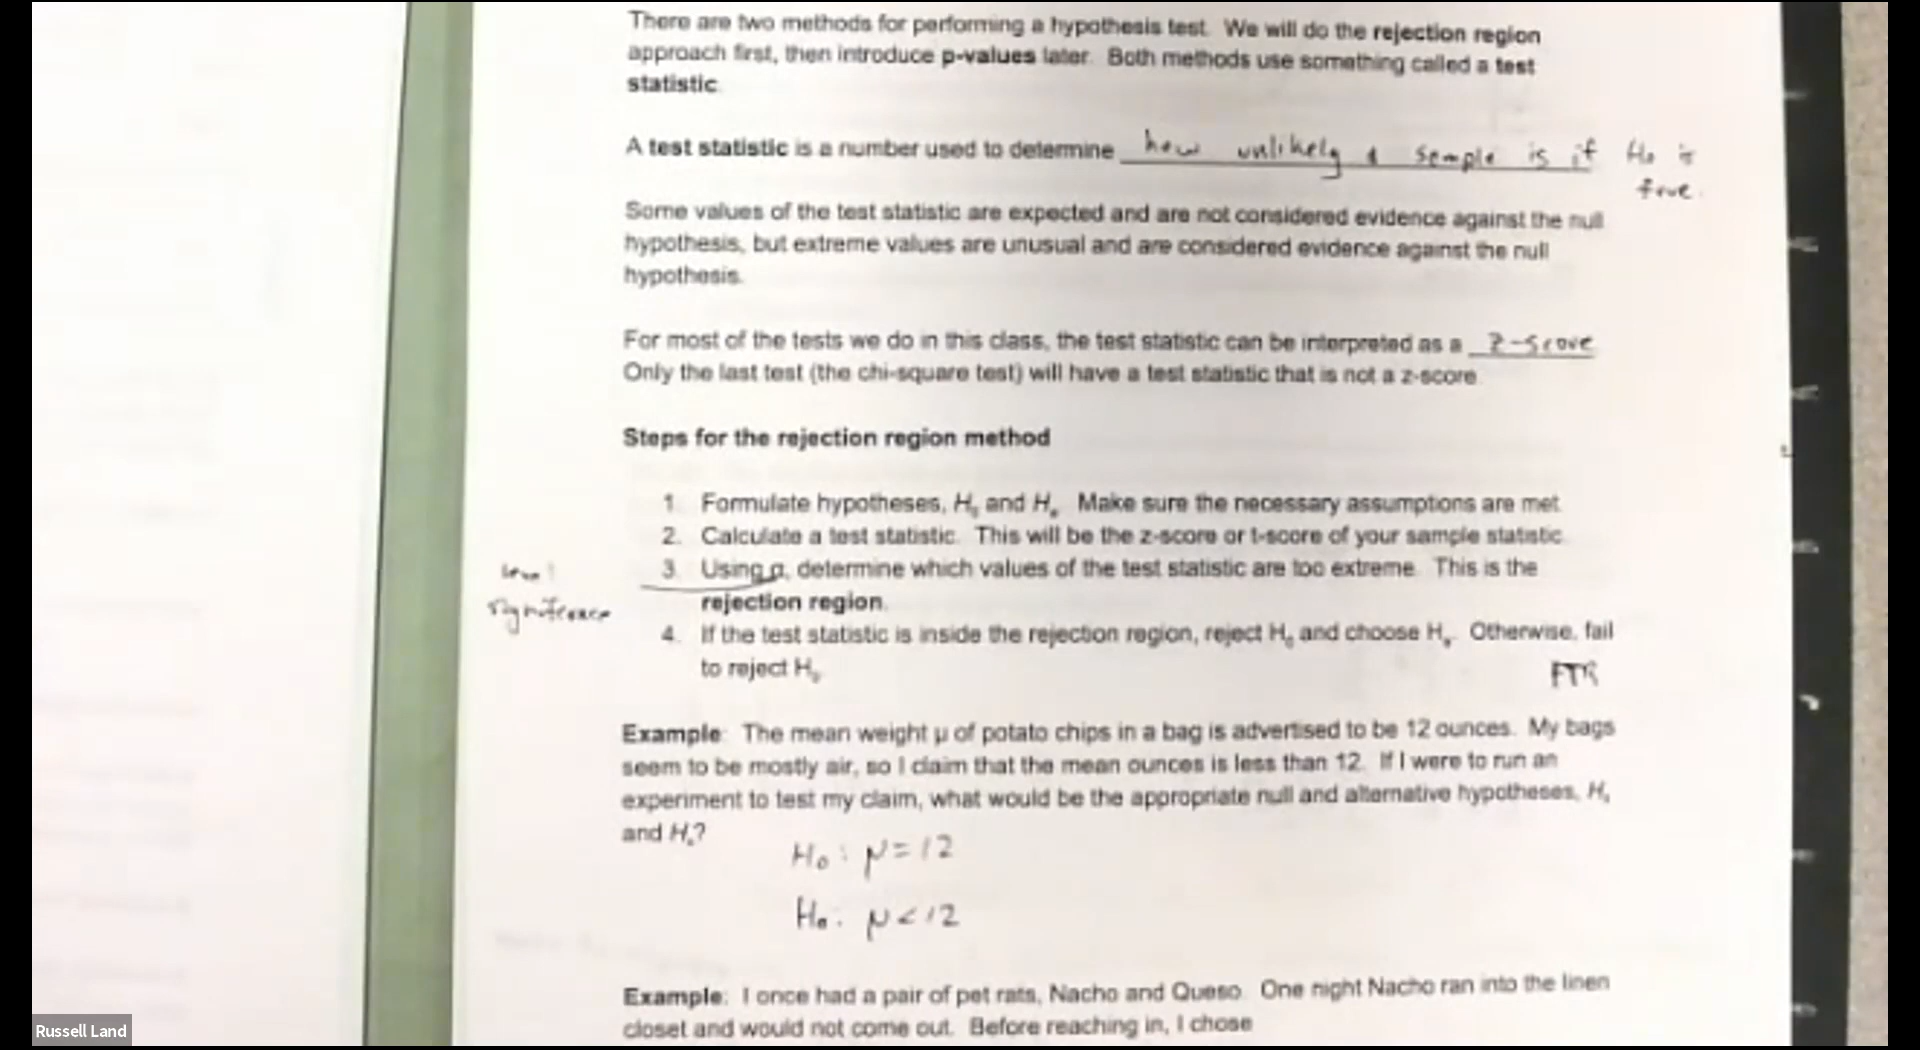 There are two methods for performing a hypothesis test. We will do the rejection region
approach first, then introduce p-values later. Both methods use something called a test
statistic.
A test statistic is a number used to determine how unlikely a sample is if H₀ is
true.
Some values of the test statistic are expected and are not considered evidence against the null
hypothesis, but extreme values are unusual and are considered evidence against the null
hypothesis.
For most of the tests we do in this class, the test statistic can be interpreted as a z-score
Only the last test (the chi-square test) will have a test statistic that is not a z-score.
Steps for the rejection region method
1. Formulate hypotheses, H₀ and Hₐ. Make sure the necessary assumptions are met.
2. Calculate a test statistic. This will be the z-score or t-score of your sample statistic.
3. Using α, determine which values of the test statistic are too extreme. This is the
rejection region.
significance
4. If the test statistic is inside the rejection region, reject H₀ and choose Hₐ. Otherwise, fail
to reject H₀.
FTR
Example: The mean weight μ of potato chips in a bag is advertised to be 12 ounces. My bags
seem to be mostly air, so I claim that the mean ounces is less than 12. If I were to run an
experiment to test my claim, what would be the appropriate null and alternative hypotheses, H₀
and Hₐ?
H₀: μ = 12
Hₐ: μ < 12
Example: I once had a pair of pet rats, Nacho and Queso. One night Nacho ran into the linen
closet and would not come out. Before reaching in, I chose
Russell Land